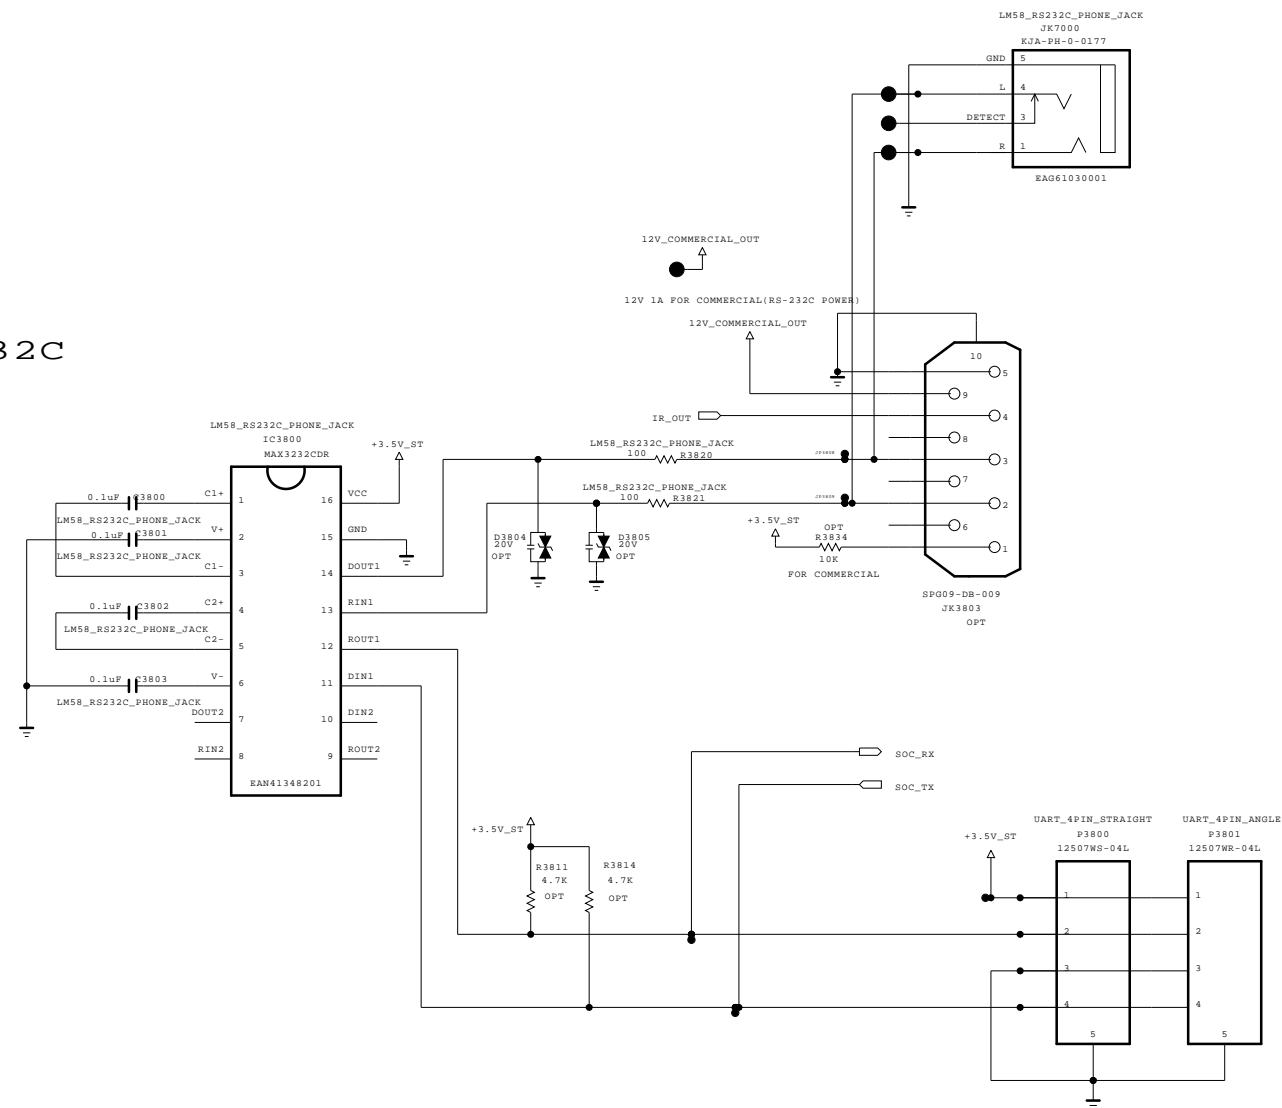 LM58_RS232C_PHONE_JACK
JK7000
KJA-PH-0-0177
GND 5
L 4
DETECT 3
R 1
EAG61030001
12V_COMMERCIAL_OUT
12V 1A FOR COMMERCIAL(RS-232C POWER)
12V_COMMERCIAL_OUT
32C
10
5
9
IR_OUT
4
8
3
7
2
6
1
SPG09-DB-009
JK3803
OPT
LM58_RS232C_PHONE_JACK
IC3800
MAX3232CDR
+3.5V_ST
LM58_RS232C_PHONE_JACK
100 R3820
JP3808
LM58_RS232C_PHONE_JACK
100 R3821
JP3809
+3.5V_ST
OPT
R3834
10K
FOR COMMERCIAL
D3804
20V
OPT
D3805
20V
OPT
0.1uF C3800
LM58_RS232C_PHONE_JACK
0.1uF C3801
LM58_RS232C_PHONE_JACK
0.1uF C3802
LM58_RS232C_PHONE_JACK
0.1uF C3803
LM58_RS232C_PHONE_JACK
C1+ 1 16 VCC
V+ 2 15 GND
C1- 3 14 DOUT1
C2+ 4 13 RIN1
C2- 5 12 ROUT1
V- 6 11 DIN1
DOUT2 7 10 DIN2
RIN2 8 9 ROUT2
EAN41348201
SOC_RX
SOC_TX
+3.5V_ST
R3811
4.7K
OPT
R3814
4.7K
OPT
+3.5V_ST
UART_4PIN_STRAIGHT
P3800
12507WS-04L
1
2
3
4
5
UART_4PIN_ANGLE
P3801
12507WR-04L
1
2
3
4
5